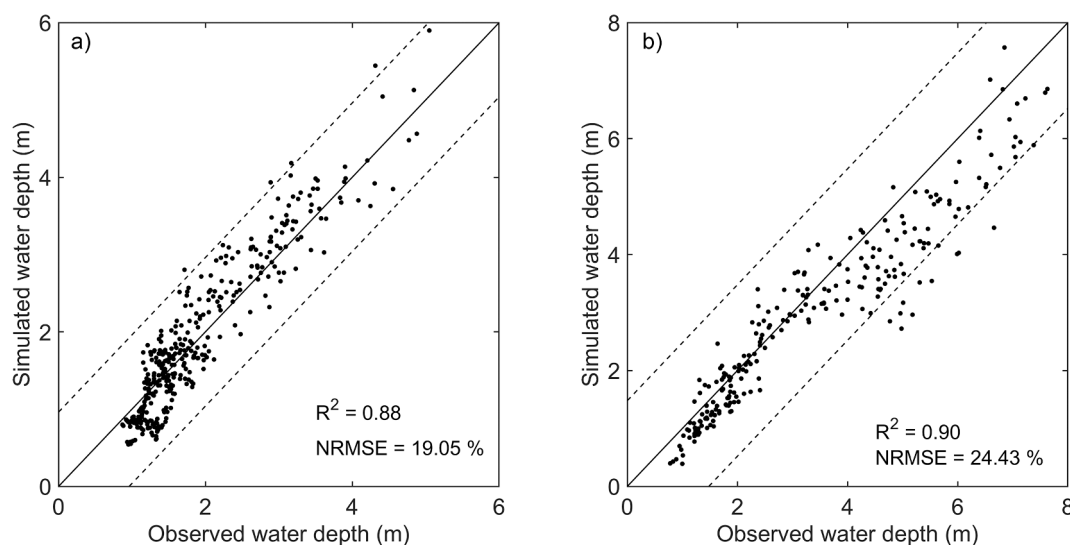 a)
6
4
2
0
0
2
4
6
Simulated water depth (m)
Observed water depth (m)
R² = 0.88
NRMSE = 19.05 %
b)
8
6
4
2
0
0
2
4
6
8
Simulated water depth (m)
Observed water depth (m)
R² = 0.90
NRMSE = 24.43 %